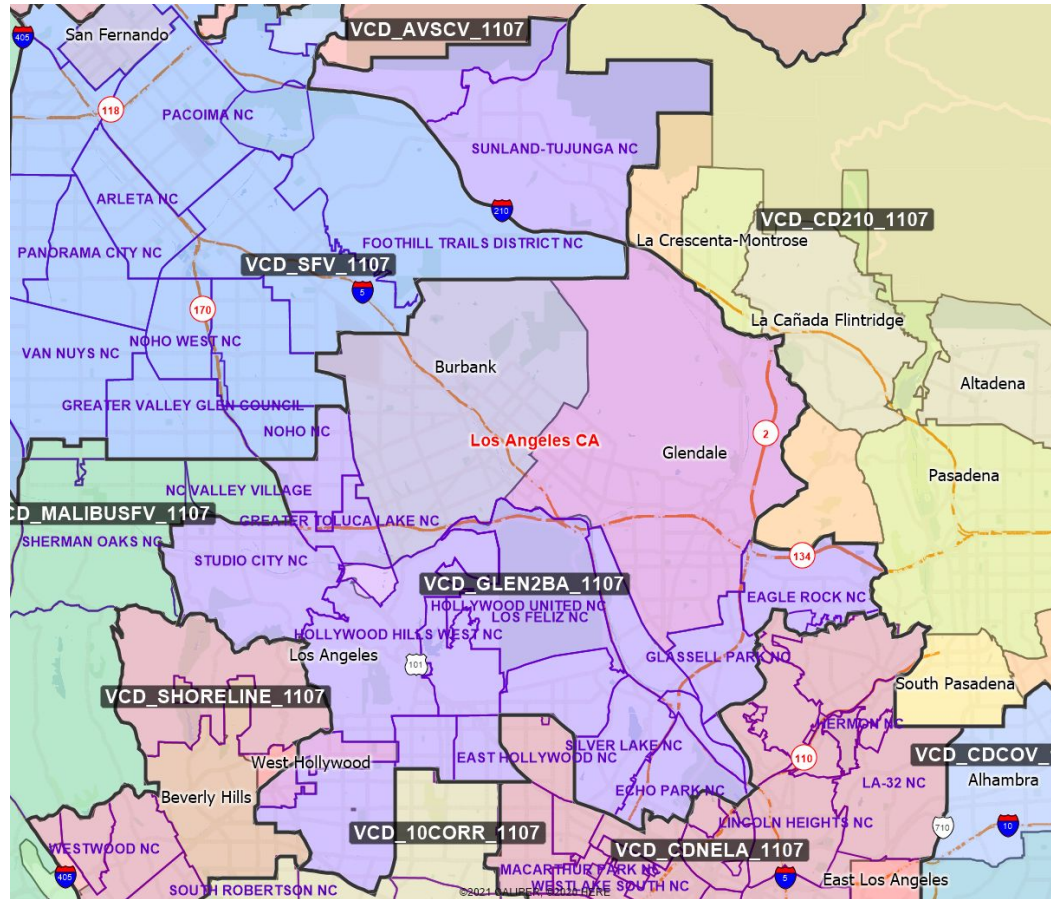 VCD_AVSCV_1107
405
San Fernando
118
PACOIMA NC
SUNLAND-TUJUNGA NC
ARLETA NC
210
VCD_CD210_1107
La Crescenta-Montrose
FOOTHILL TRAILS DISTRICT NC
PANORAMA CITY NC
VCD_SFV_1107
5
170
La Cañada Flintridge
NOHO WEST NC
VAN NUYS NC
Burbank
Altadena
GREATER VALLEY GLEN COUNCIL
NOHO NC
2
Los Angeles CA
Glendale
Pasadena
NC VALLEY VILLAGE
CD_MALIBUSFV_1107
GREATER TOLUCA LAKE NC
SHERMAN OAKS NC
STUDIO CITY NC
134
VCD_GLEN2BA_1107
EAGLE ROCK NC
HOLLYWOOD UNITED NC
LOS FELIZ NC
HOLLYWOOD HILLS WEST NC
Los Angeles
GLASSELL PARK NC
101
South Pasadena
VCD_SHORELINE_1107
HERMON NC
SILVER LAKE NC
VCD_CDCOV_
EAST HOLLYWOOD NC
110
West Hollywood
Alhambra
LA-32 NC
ECHO PARK NC
Beverly Hills
LINCOLN HEIGHTS NC
710
10
VCD_10CORR_1107
WESTWOOD NC
VCD_CDNELA_1107
MACARTHUR PARK NC
405
5
East Los Angeles
SOUTH ROBERTSON NC
WESTLAKE SOUTH NC
©2021 CALIPER, ©2020 HERE